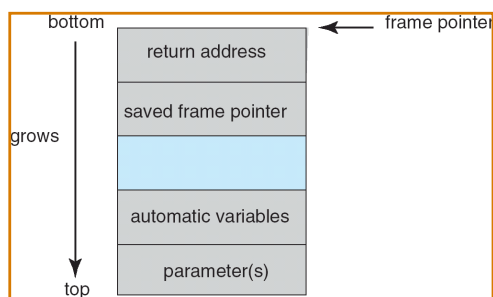 bottom
frame pointer
return address
saved frame pointer
grows
automatic variables
parameter(s)
top